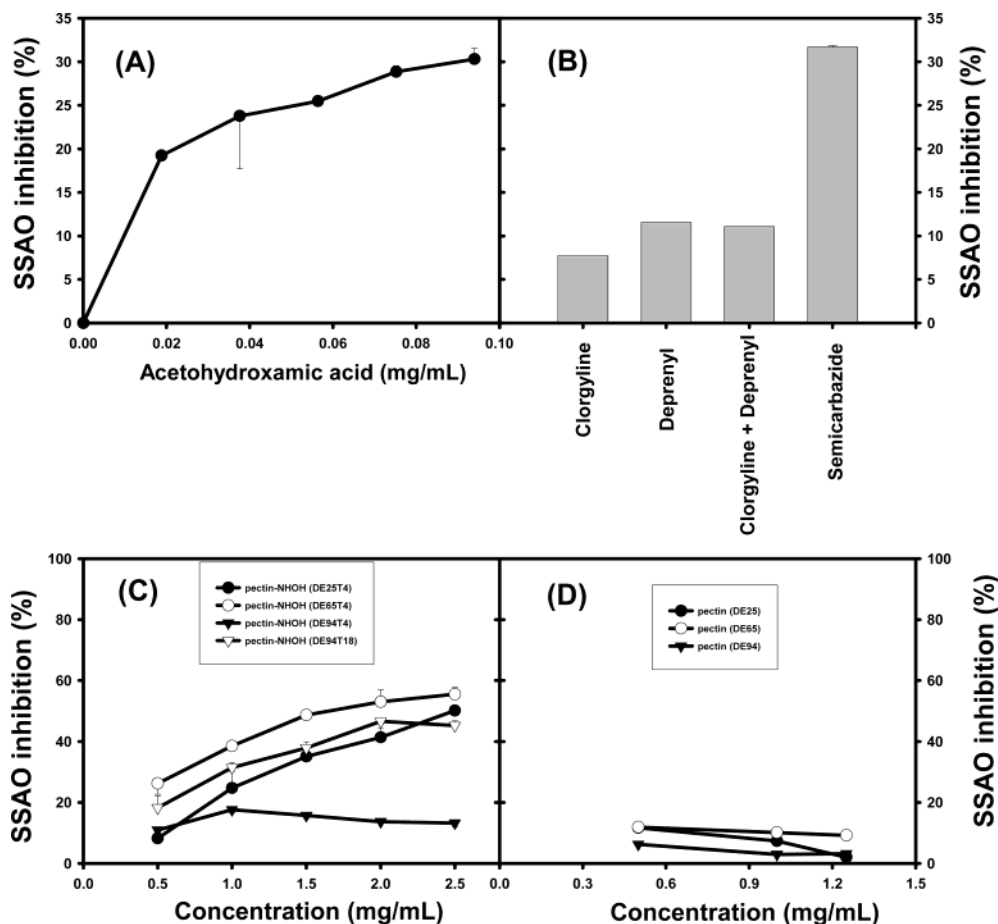 (A)
SSAO inhibition (%)
35
30
25
20
15
10
5
0
0.00
0.02
0.04
0.06
0.08
0.10
Acetohydroxamic acid (mg/mL)
(B)
35
30
25
20
15
10
5
0
SSAO inhibition (%)
Clorgyline
Deprenyl
Clorgyline + Deprenyl
Semicarbazide
(C)
SSAO inhibition (%)
100
80
60
40
20
0
pectin-NHOH (DE25T4)
pectin-NHOH (DE65T4)
pectin-NHOH (DE94T4)
pectin-NHOH (DE94T18)
0.0
0.5
1.0
1.5
2.0
2.5
Concentration (mg/mL)
(D)
pectin (DE25)
pectin (DE65)
pectin (DE94)
100
80
60
40
20
0
SSAO inhibition (%)
0.0
0.3
0.6
0.9
1.2
1.5
Concentration (mg/mL)